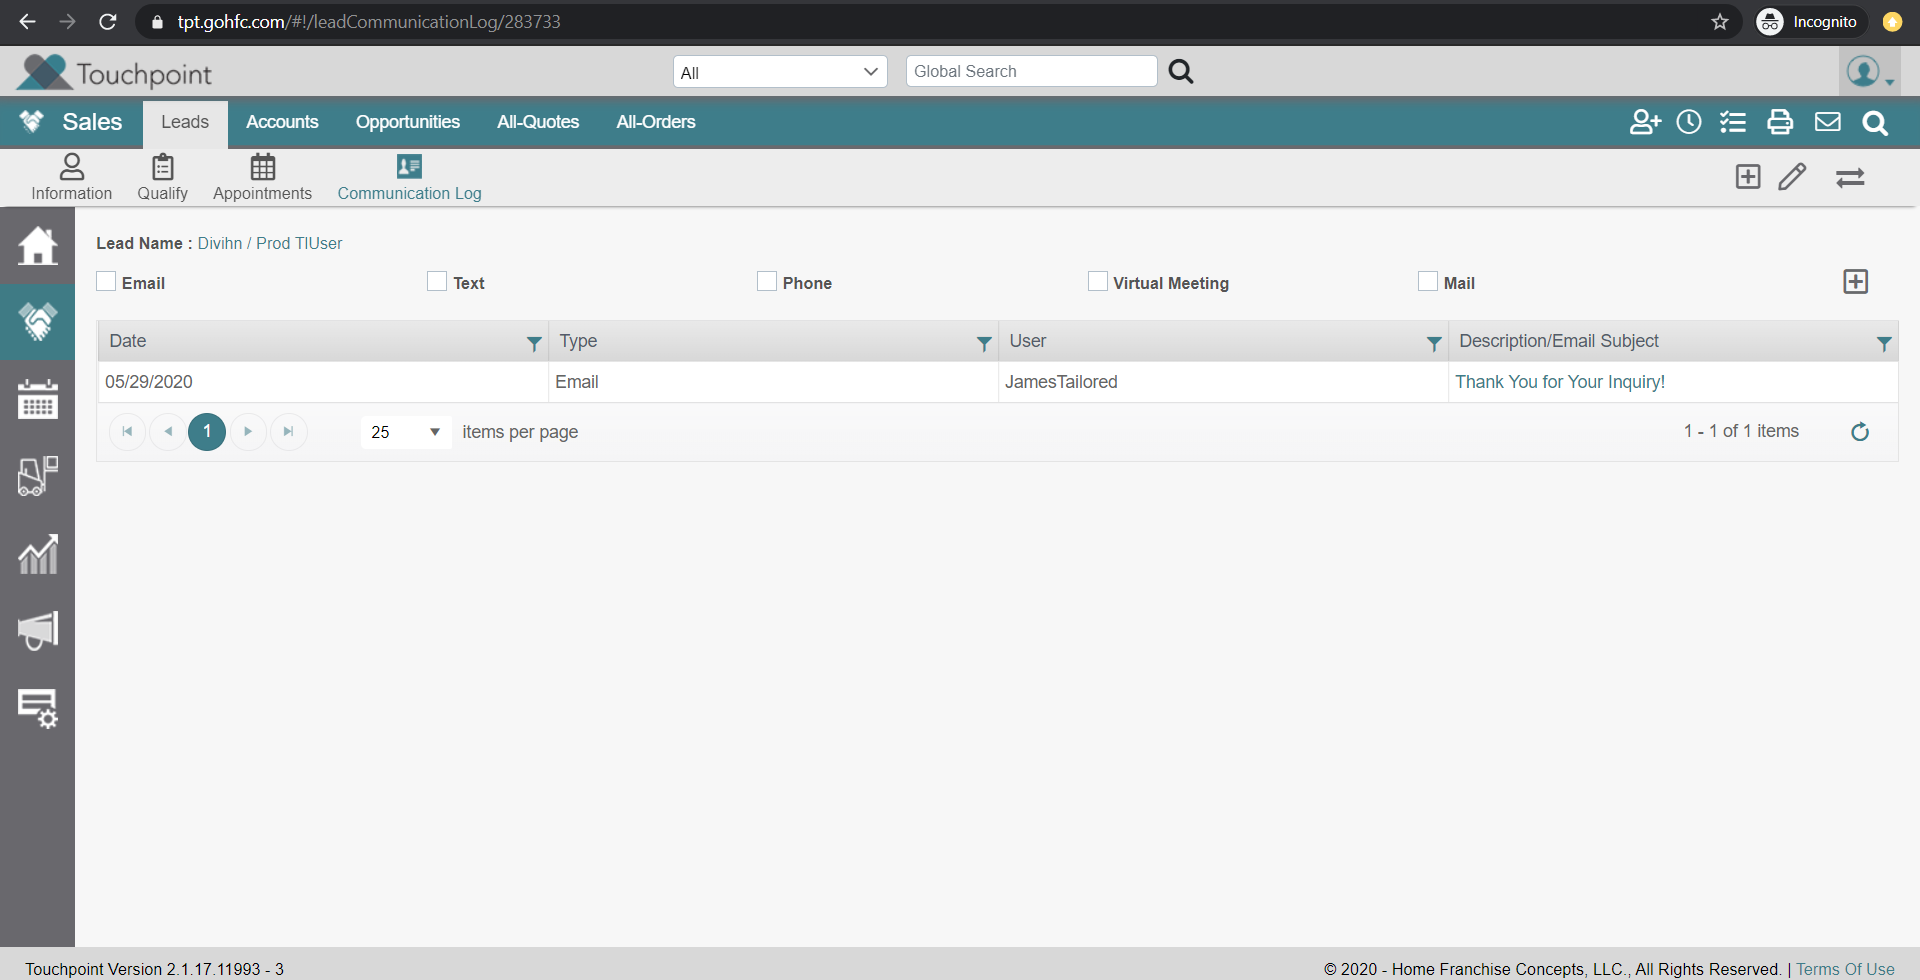 tpt.gohfc.com/#!/leadCommunicationLog/283733
Incognito
Touchpoint
All
Global Search
Sales
Leads
Accounts
Opportunities
All-Quotes
All-Orders
Information
Qualify
Appointments
Communication Log
Lead Name : Divihn / Prod TIUser
Email
Text
Phone
Virtual Meeting
Mail
Date
Type
User
Description/Email Subject
05/29/2020
Email
JamesTailored
Thank You for Your Inquiry!
1
25
items per page
1 - 1 of 1 items
Touchpoint Version 2.1.17.11993 - 3
© 2020 - Home Franchise Concepts, LLC., All Rights Reserved. | Terms Of Use